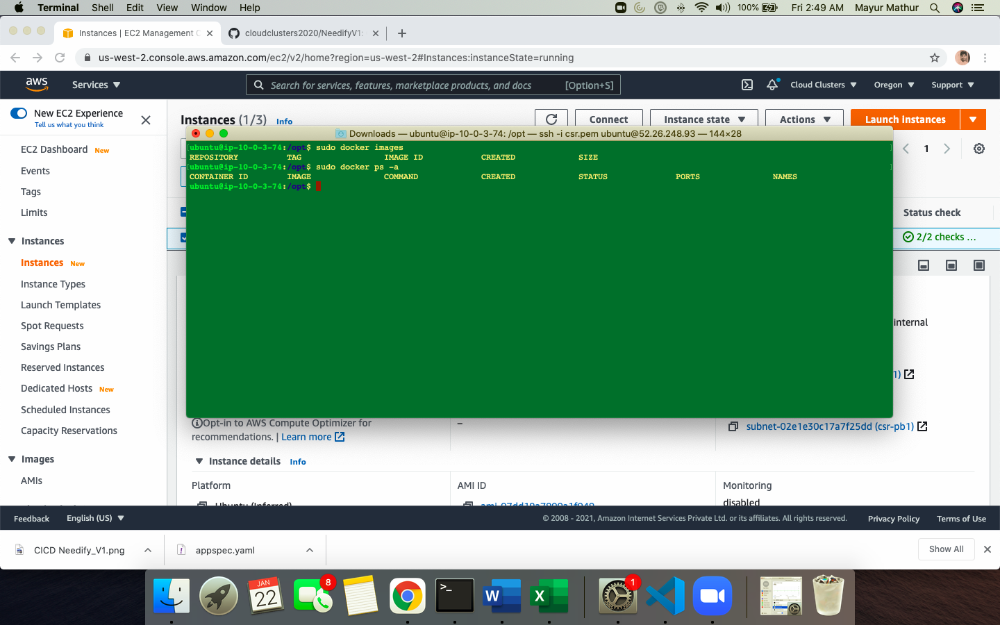 Terminal Shell Edit View Window Help 100% Fri 2:49 AM Mayur Mathur
Instances | EC2 Management C cloudclusters2020/NeedifyV1:
us-west-2.console.aws.amazon.com/ec2/v2/home?region=us-west-2#Instances:instanceState=running
aws Services Search for services, features, marketplace products, and docs [Option+S] Cloud Clusters Oregon Support
New EC2 Experience
Tell us what you think
Instances (1/3) Info Connect Instance state Actions Launch instances
1
EC2 Dashboard New
Events
Tags
Limits
Instances
Instances New
Instance Types
Launch Templates
Spot Requests
Savings Plans
Reserved Instances
Dedicated Hosts New
Scheduled Instances
Capacity Reservations
Images
AMIs
Downloads — ubuntu@ip-10-0-3-74: /opt — ssh -i csr.pem ubuntu@52.26.248.93 — 144×28
ubuntu@ip-10-0-3-74:/opt$ sudo docker images
REPOSITORY TAG IMAGE ID CREATED SIZE
ubuntu@ip-10-0-3-74:/opt$ sudo docker ps -a
CONTAINER ID IMAGE COMMAND CREATED STATUS PORTS NAMES
ubuntu@ip-10-0-3-74:/opt$
Status check
2/2 checks ...
internal
1)
Opt-in to AWS Compute Optimizer for
recommendations. | Learn more
–
subnet-02e1e30c17a7f25dd (csr-pb1)
Instance details Info
Platform AMI ID Monitoring
Ubuntu (Inferred) disabled
Feedback English (US) © 2008 - 2021, Amazon Internet Services Private Ltd. or its affiliates. All rights reserved. Privacy Policy Terms of Use
CICD Needify_V1.png appspec.yaml Show All
JAN
22
8
>_
W
X
1